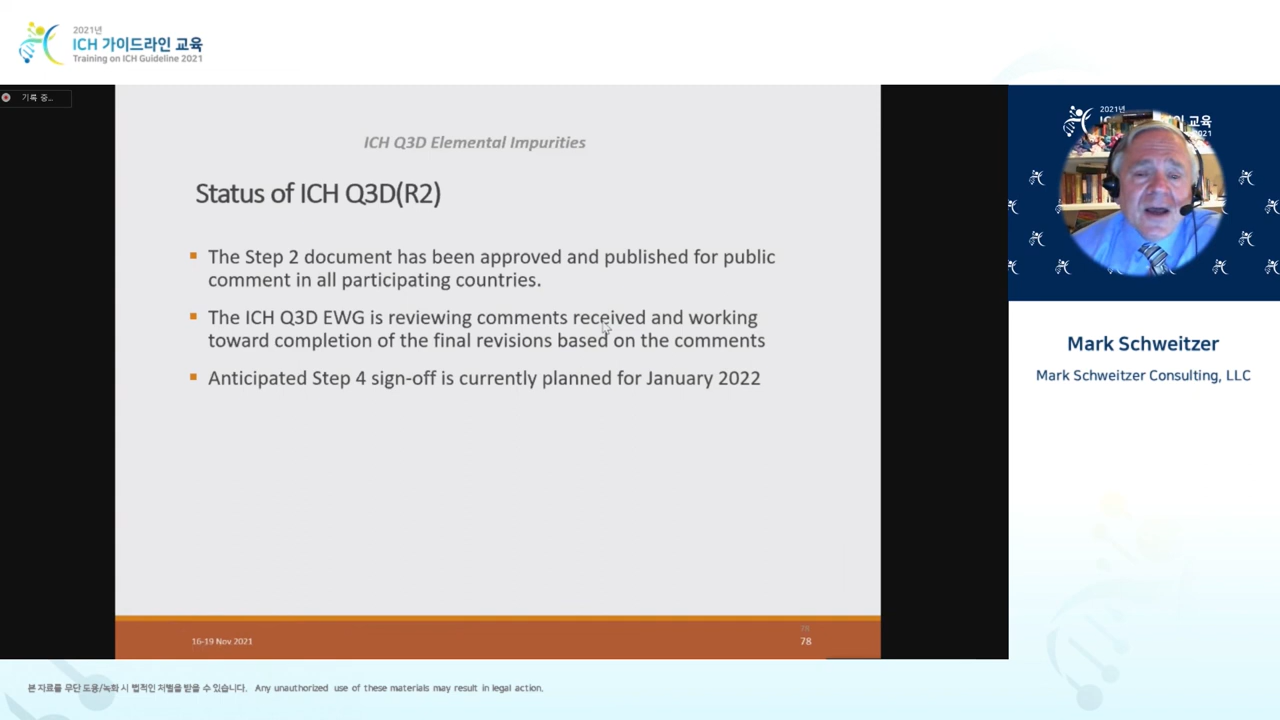 2021년
ICH 가이드라인 교육
Training on ICH Guideline 2021
기록 중...
ICH Q3D Elemental Impurities
Status of ICH Q3D(R2)
The Step 2 document has been approved and published for public
comment in all participating countries.
The ICH Q3D EWG is reviewing comments received and working
toward completion of the final revisions based on the comments
Anticipated Step 4 sign-off is currently planned for January 2022
16-19 Nov 2021
78
78
2021년
교육
2021
Mark Schweitzer
Mark Schweitzer Consulting, LLC
본 자료를 무단 도용/녹화 시 법적인 처벌을 받을 수 있습니다. Any unauthorized use of these materials may result in legal action.